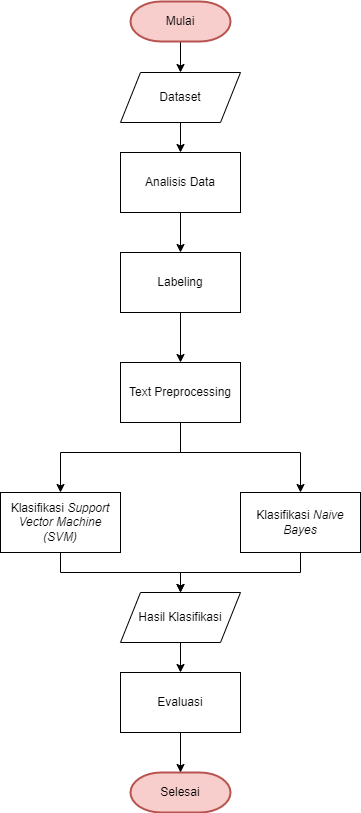 Mulai
Dataset
Analisis Data
Labeling
Text Preprocessing
Klasifikasi Support
Vector Machine
(SVM)
Klasifikasi Naive
Bayes
Hasil Klasifikasi
Evaluasi
Selesai